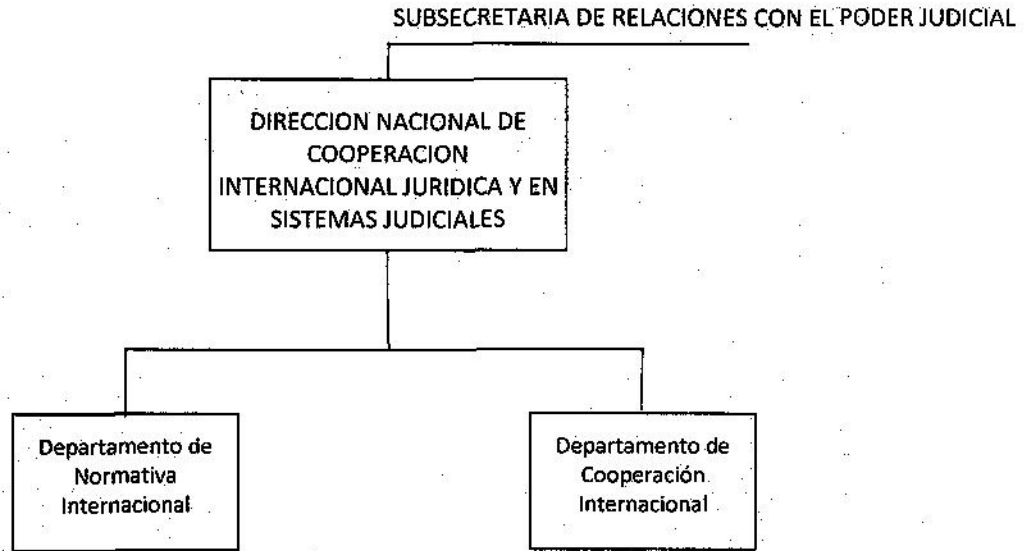 SUBSECRETARIA DE RELACIONES CON EL PODER JUDICIAL
DIRECCION NACIONAL DE
COOPERACION
INTERNACIONAL JURIDICA Y EN
SISTEMAS JUDICIALES
Departamento de
Normativa
Internacional
Departamento de
Cooperación
Internacional